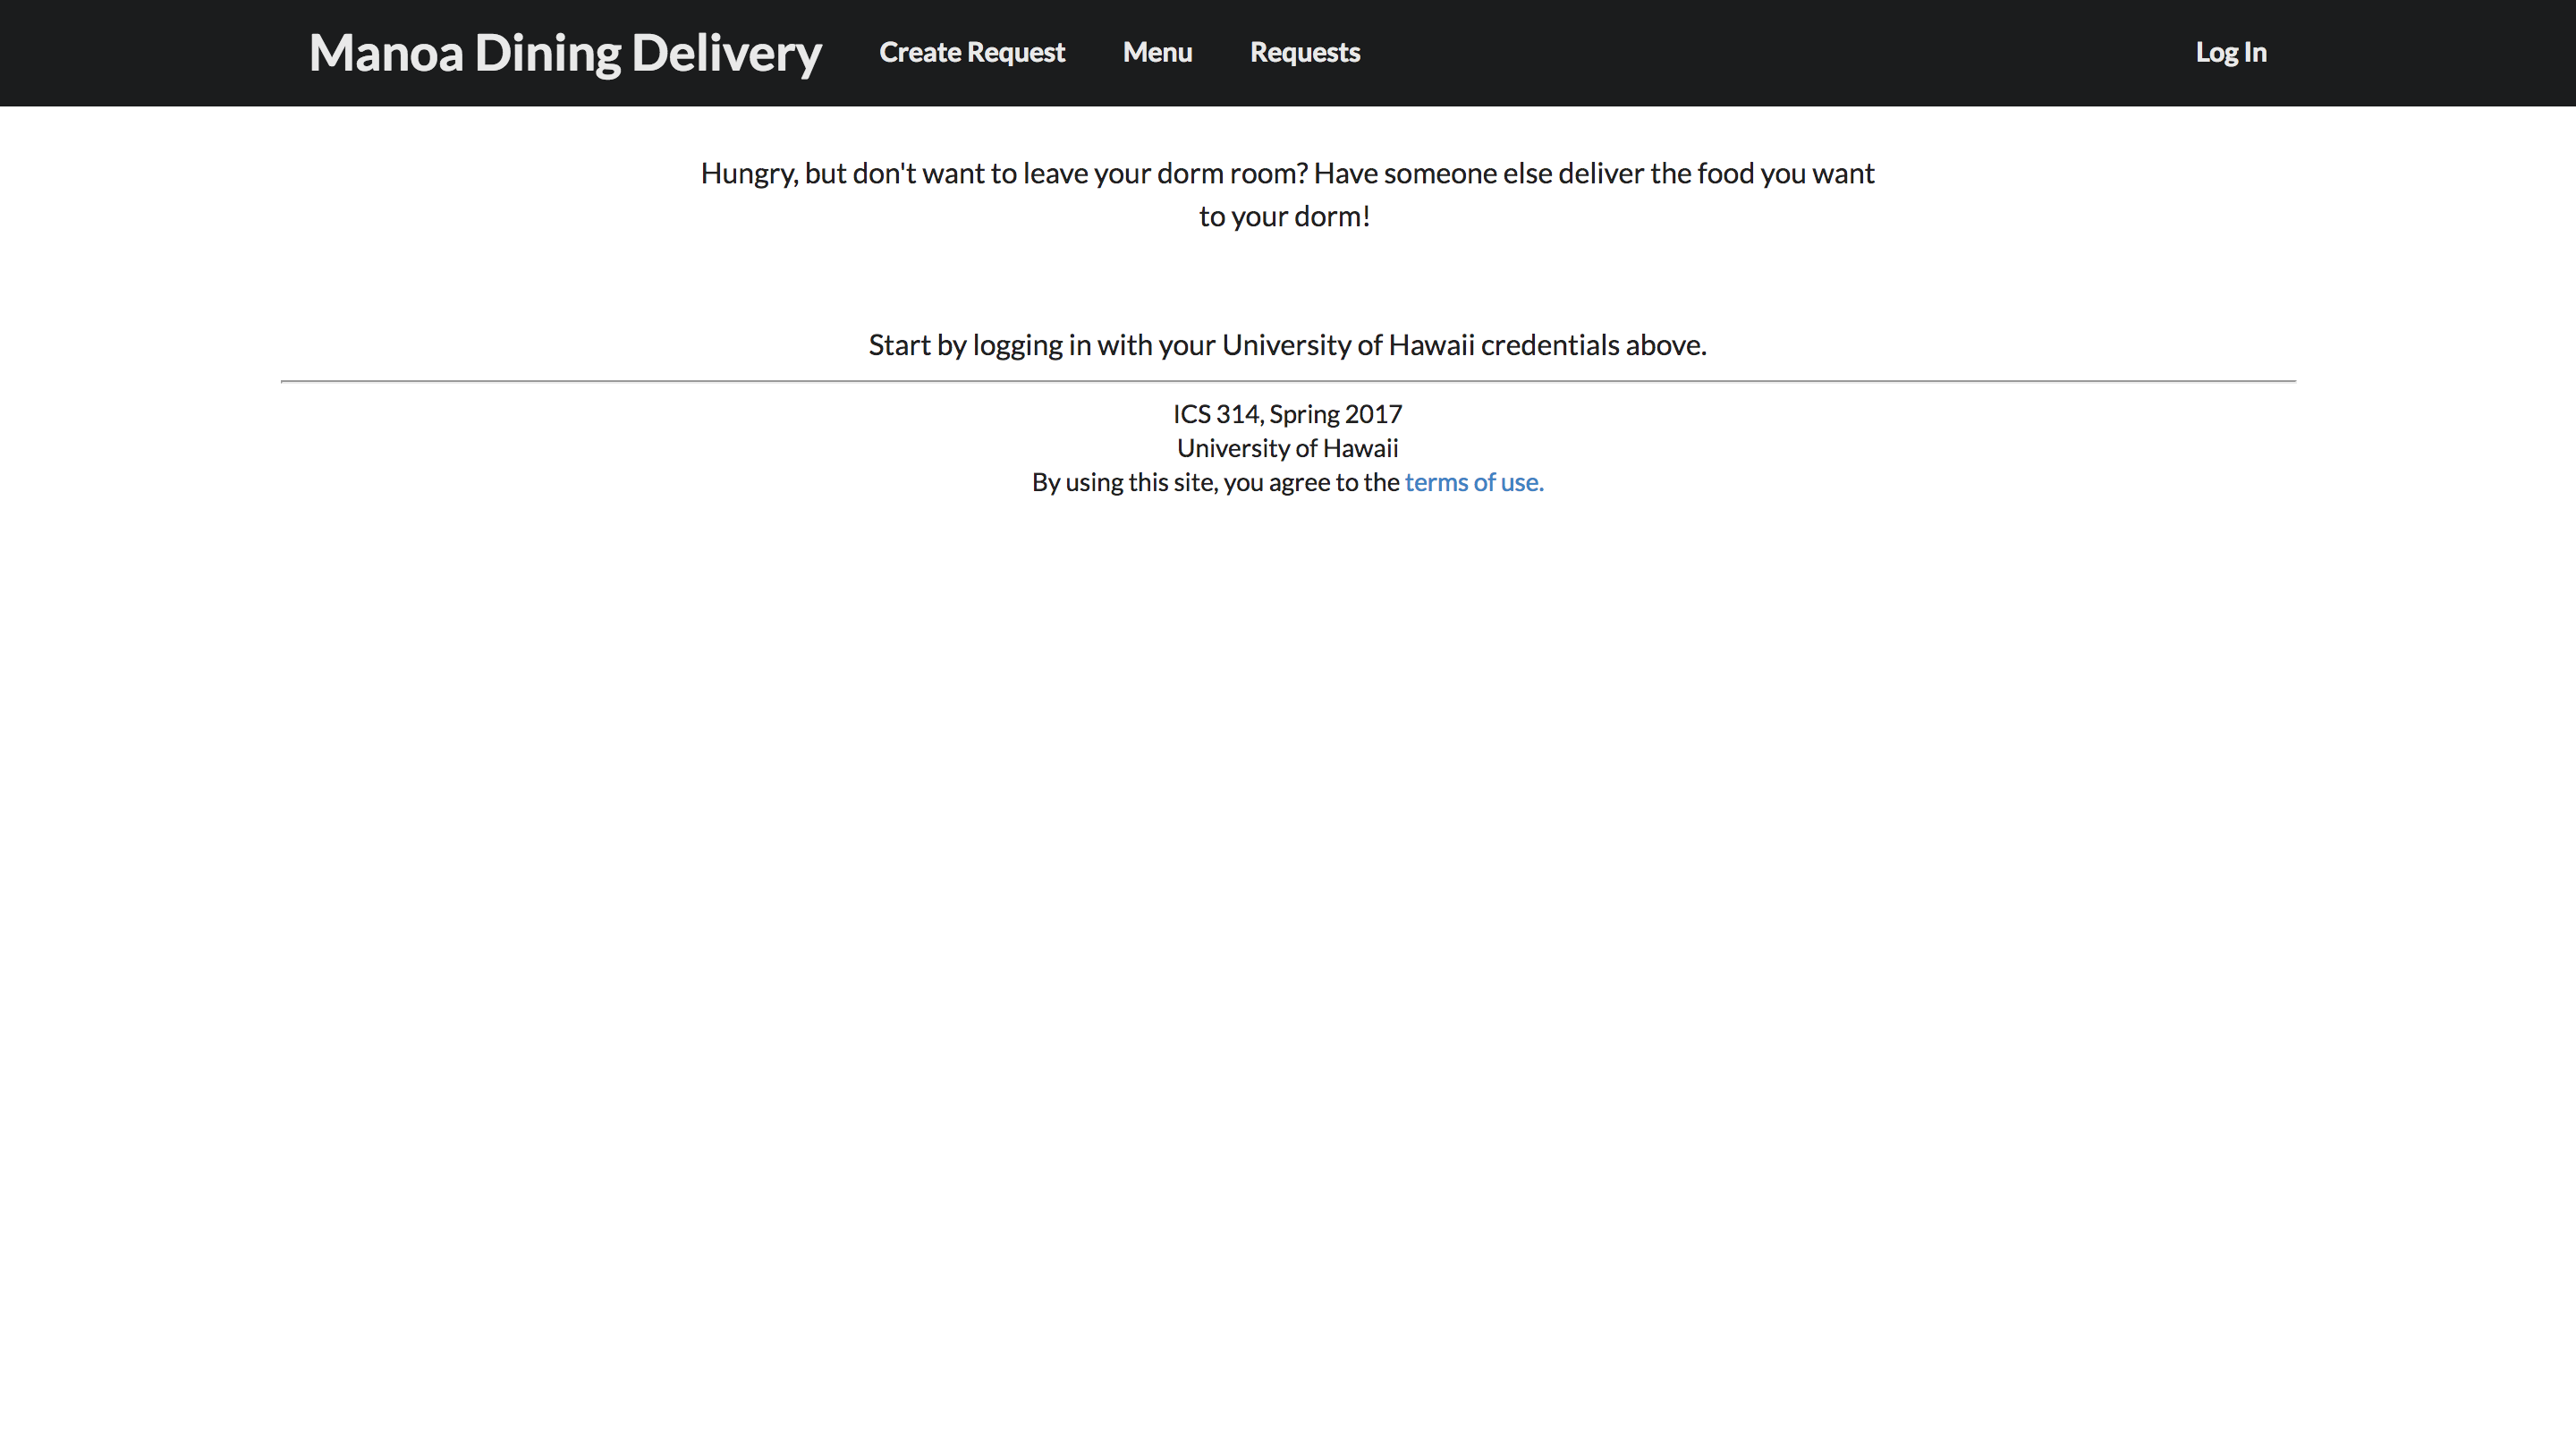 Manoa Dining Delivery Create Request Menu Requests Log In
Hungry, but don't want to leave your dorm room? Have someone else deliver the food you want
to your dorm!
Start by logging in with your University of Hawaii credentials above.
ICS 314, Spring 2017
University of Hawaii
By using this site, you agree to the terms of use.